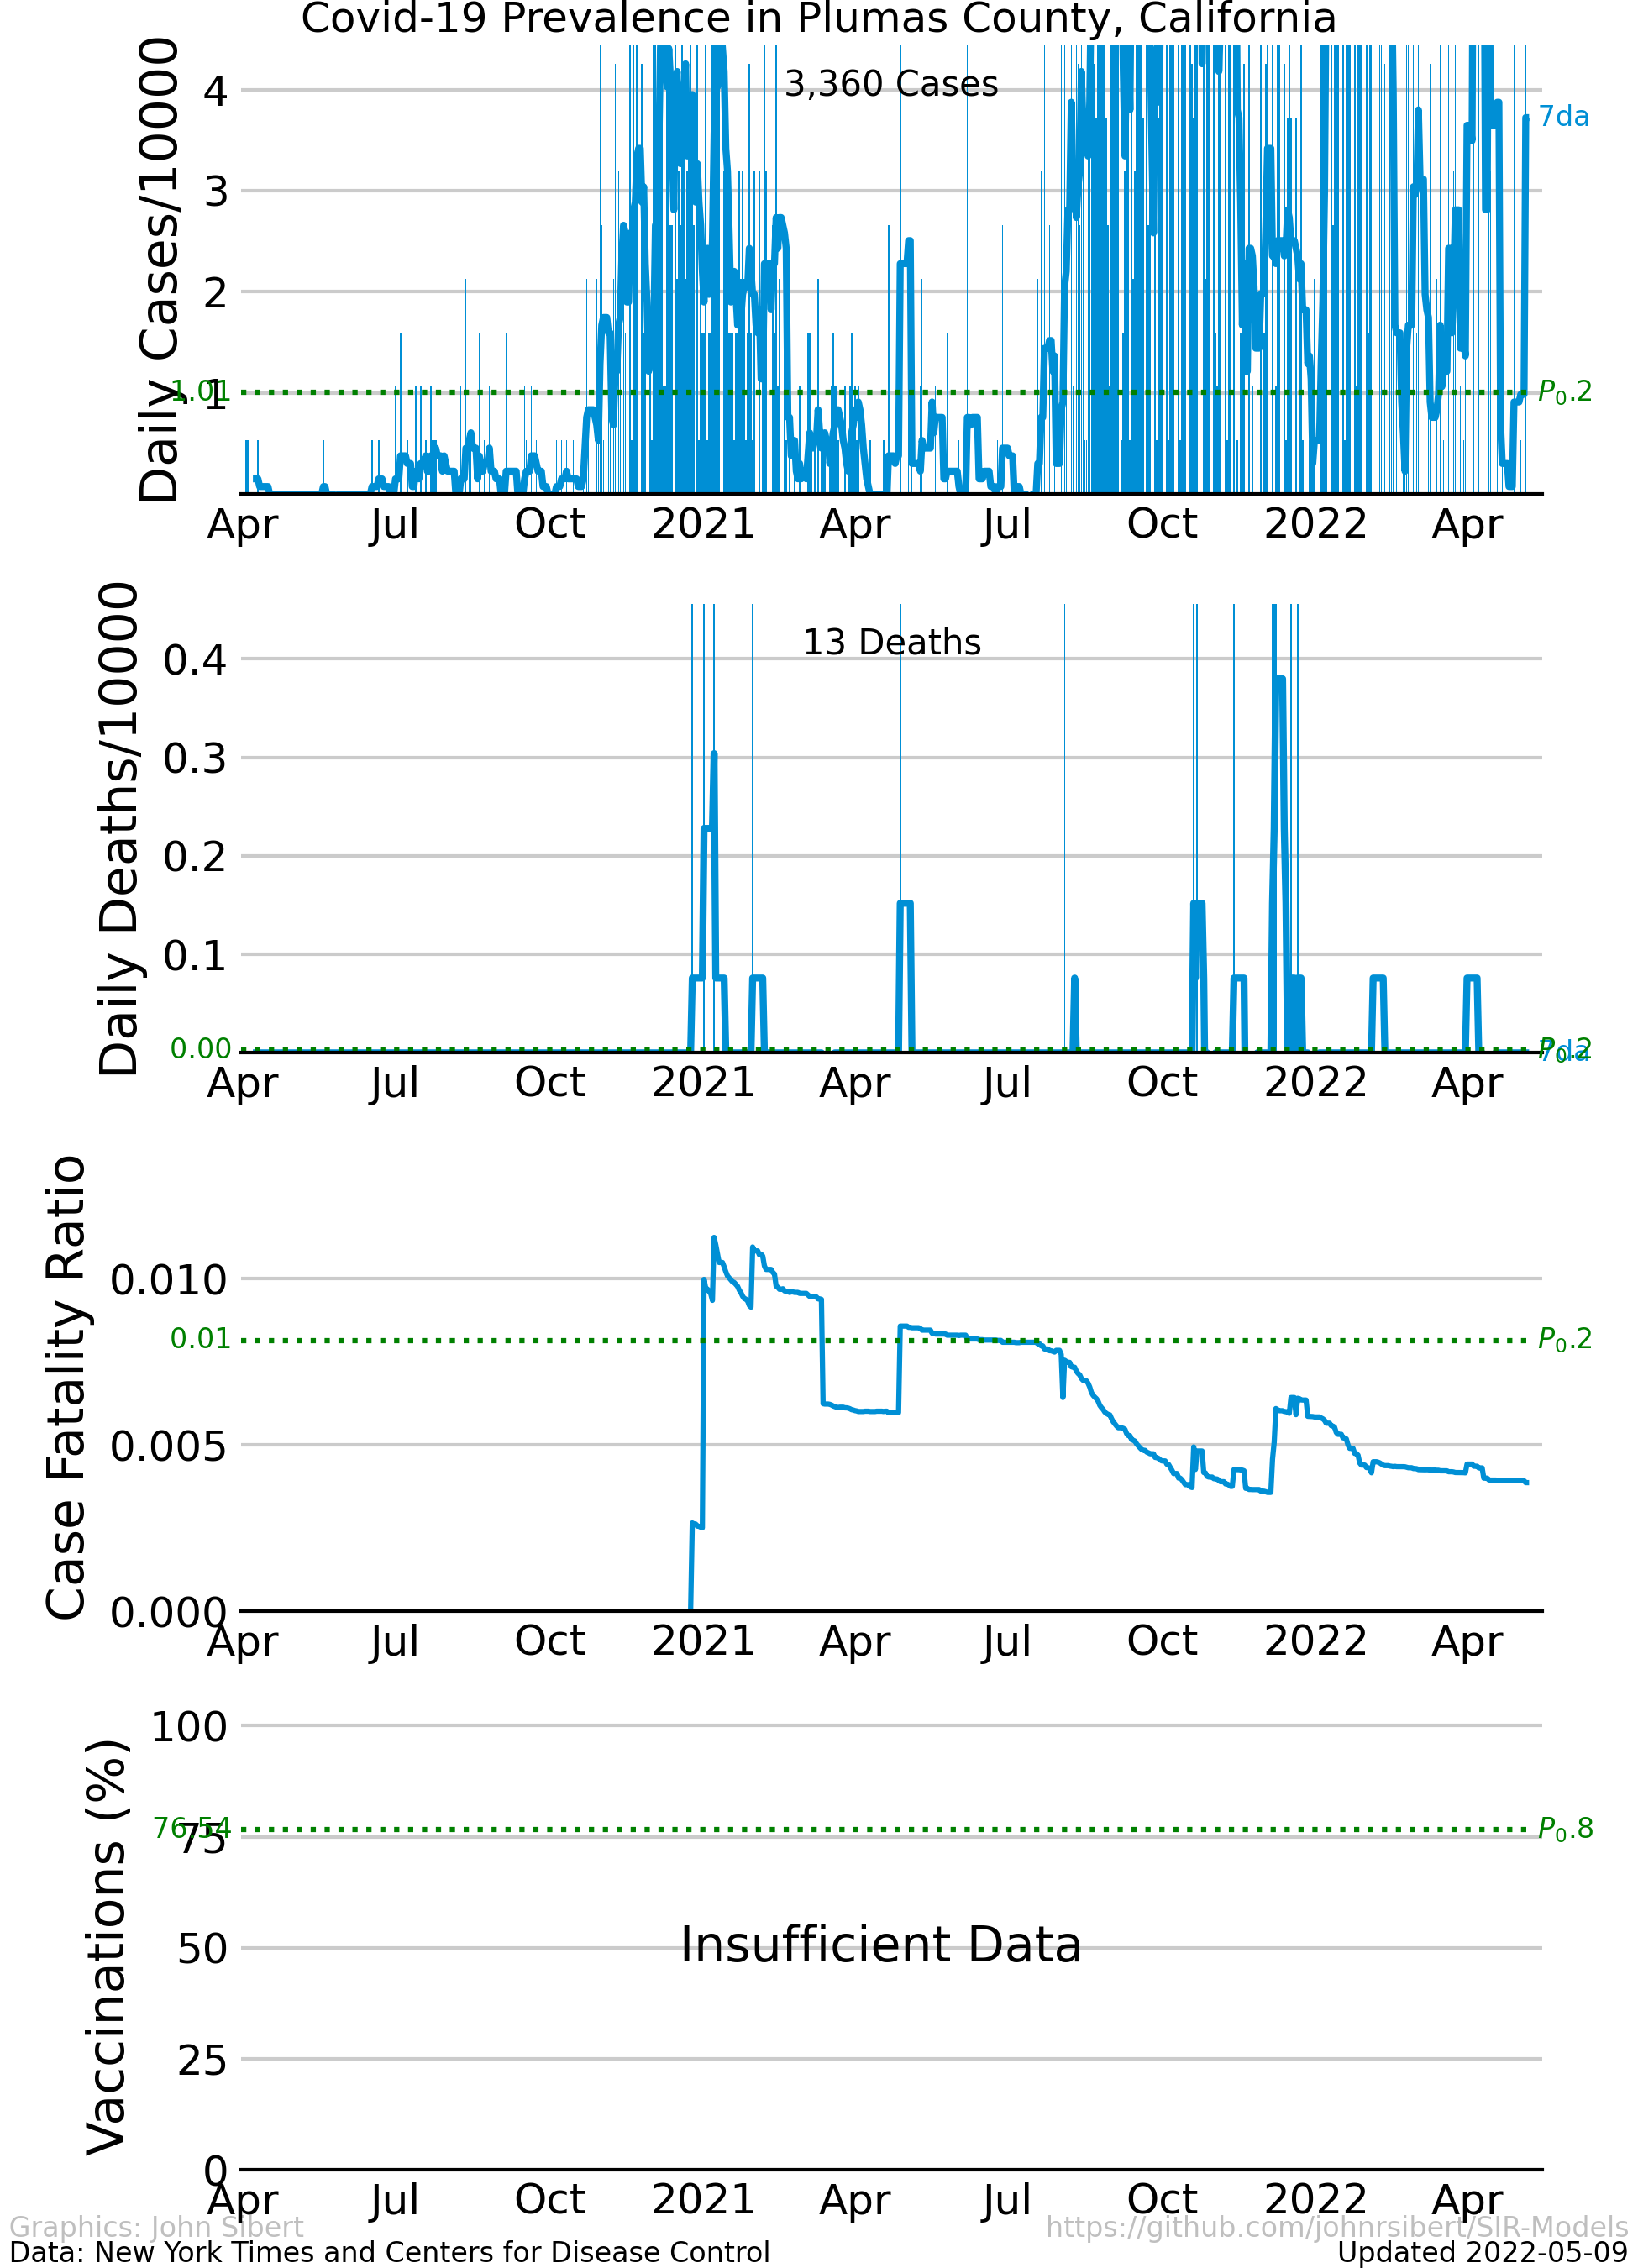 Covid-19 Prevalence in Plumas County, California
Daily Cases/10000
4
3
2
1
1.01
3,360 Cases
7da
P0.2
Apr Jul Oct 2021 Apr Jul Oct 2022 Apr
Daily Deaths/10000
0.4
0.3
0.2
0.1
0.00
13 Deaths
P0.2
7da
Apr Jul Oct 2021 Apr Jul Oct 2022 Apr
Case Fatality Ratio
0.010
0.01
0.005
0.000
P0.2
Apr Jul Oct 2021 Apr Jul Oct 2022 Apr
Vaccinations (%)
100
76.54
75
50
25
0
P0.8
Insufficient Data
Apr Jul Oct 2021 Apr Jul Oct 2022 Apr
Graphics: John Sibert
https://github.com/johnrsibert/SIR-Models
Data: New York Times and Centers for Disease Control
Updated 2022-05-09